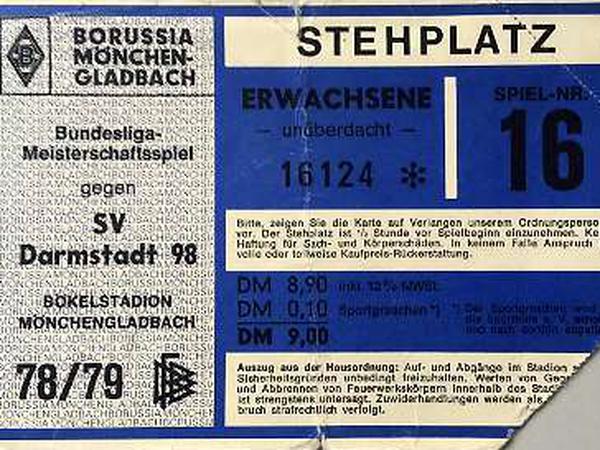 BORUSSIA
MÖNCHEN-
GLADBACH
Bundesliga-
Meisterschaftsspiel
gegen
SV
Darmstadt 98
BÖKELSTADION
MÖNCHENGLADBACH
78/79
STEHPLATZ
ERWACHSENE
— unüberdacht —
16124 *
SPIEL-NR.
16
Bitte, zeigen Sie die Karte auf Verlangen unserem
vor. Der Stehplatz ist ½ Stunde vor Spielbeginn einzunehmen.
Haftung für Sach- und Körperschäden. In keinem Falle Anspruch
volle oder teilweise Kaufpreis-Rückerstattung.
DM 8,90 inkl. 12% MWSt.
DM 0,10 Sportgroschen*) *) Der Sportgroschen wird
DM 9,00
Auszug aus der Hausordnung: Auf- und Abgänge im Stadion
Sicherheitsgründen unbedingt freizuhalten. Werfen von
und Abbrennen von Feuerwerkskörpern innerhalb des
ist strengstens untersagt. Zuwiderhandlungen werden als
bruch strafrechtlich verfolgt.